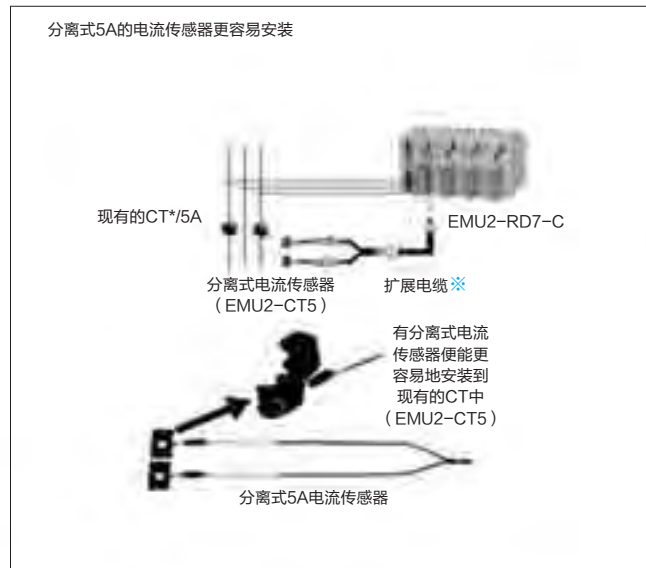 分离式5A的电流传感器更容易安装
现有的CT*/5A
EMU2-RD7-C
分离式电流传感器
（EMU2-CT5）
扩展电缆※
有分离式电流
传感器便能更
容易地安装到
现有的CT中
（EMU2-CT5）
分离式5A电流传感器